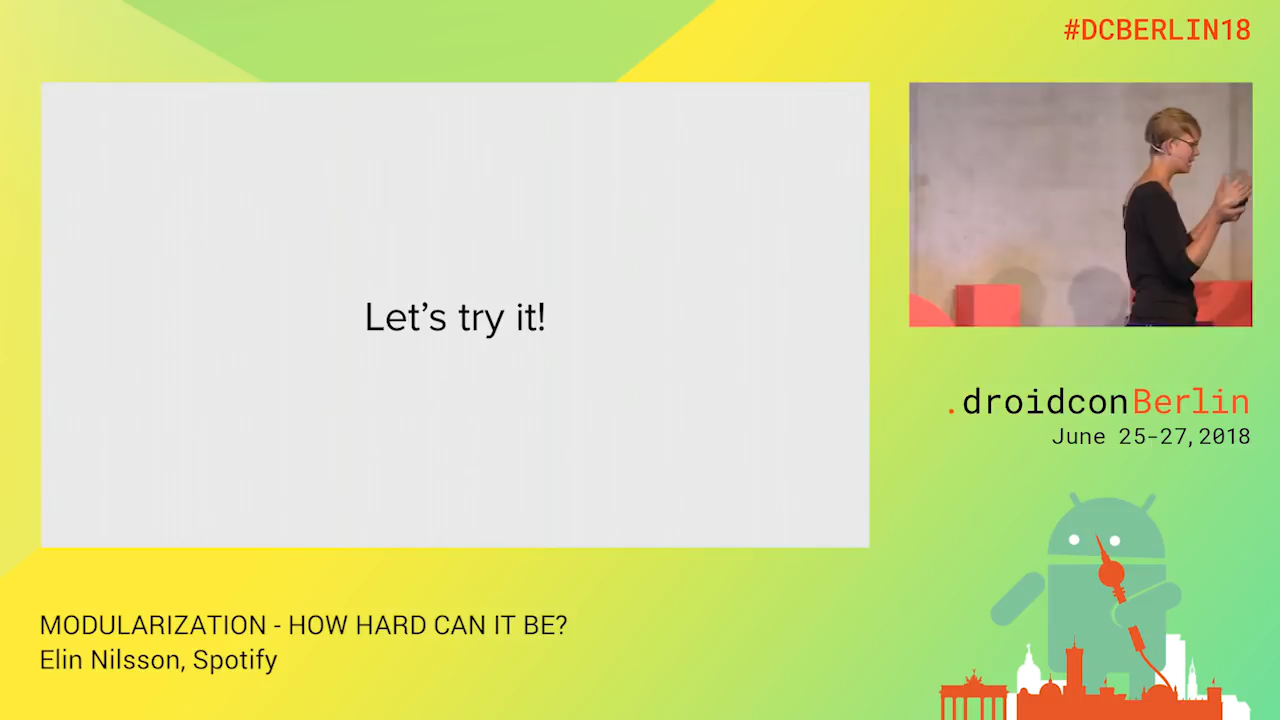 #DCBERLIN18
Let's try it!
.droidconBerlin
June 25-27,2018
MODULARIZATION - HOW HARD CAN IT BE?
Elin Nilsson, Spotify